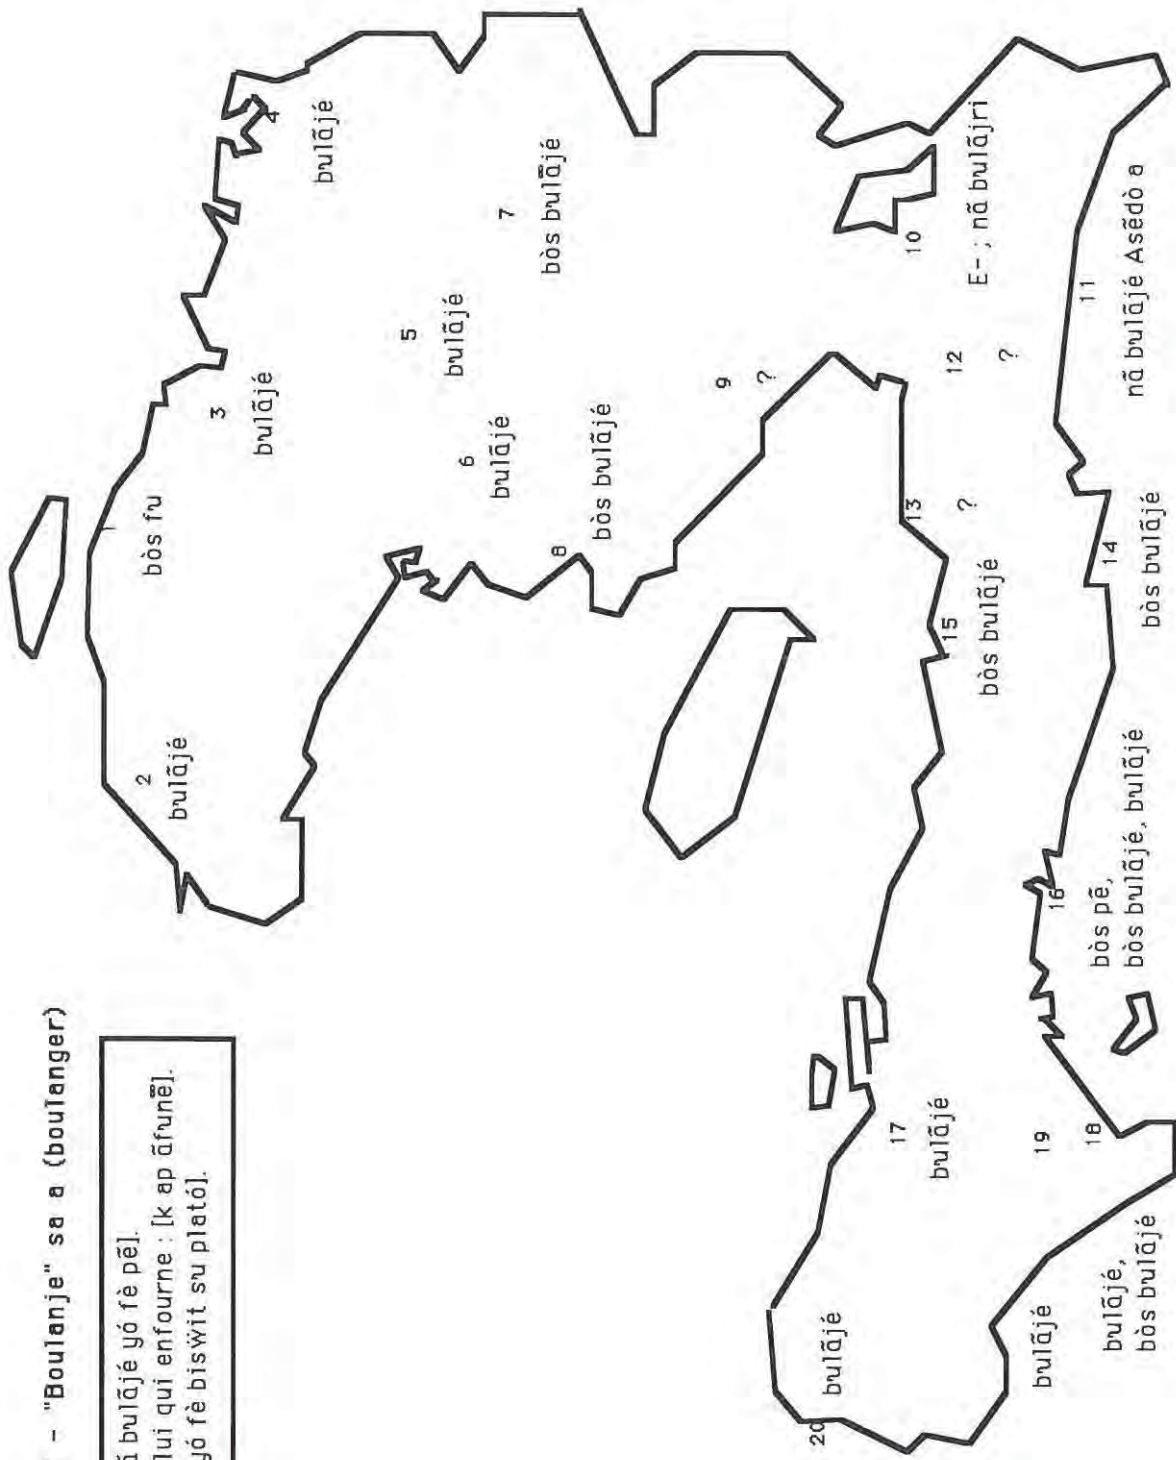 - "Boulanje" sa a (boulanger)
bulãjé yó fè pẽ].
qui enfourne : [k ap ãfunẽ].
yó fè bisẅit su plató].
1
bòs fu
2
bulãjé
3
bulãjé
4
bulãjé
5
bulãjé
6
bulãjé
7
bòs bulãjé
8
bòs bulãjé
9
?
10
E- ; nã bulãjri
11
nã bulãjé Asẽdò a
12
?
13
?
14
bòs bulãjé
15
bòs bulãjé
16
bòs pẽ,
bòs bulãjé, bulãjé
17
bulãjé
18
bulãjé,
bòs bulãjé
19
bulãjé
20
bulãjé